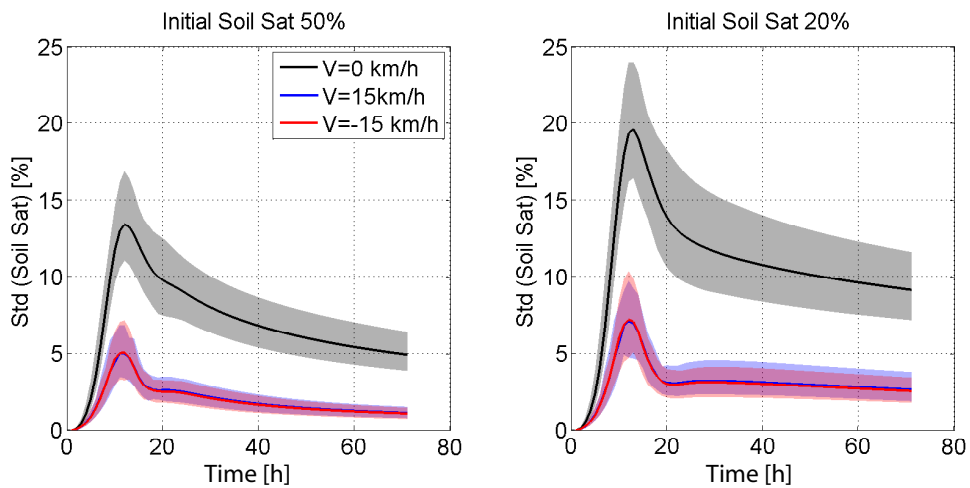 Initial Soil Sat 50%
Std (Soil Sat) [%]
25
20
15
10
5
0
V=0 km/h
V=15km/h
V=-15 km/h
0 20 40 60 80
Time [h]
Initial Soil Sat 20%
Std (Soil Sat) [%]
25
20
15
10
5
0
0 20 40 60 80
Time [h]